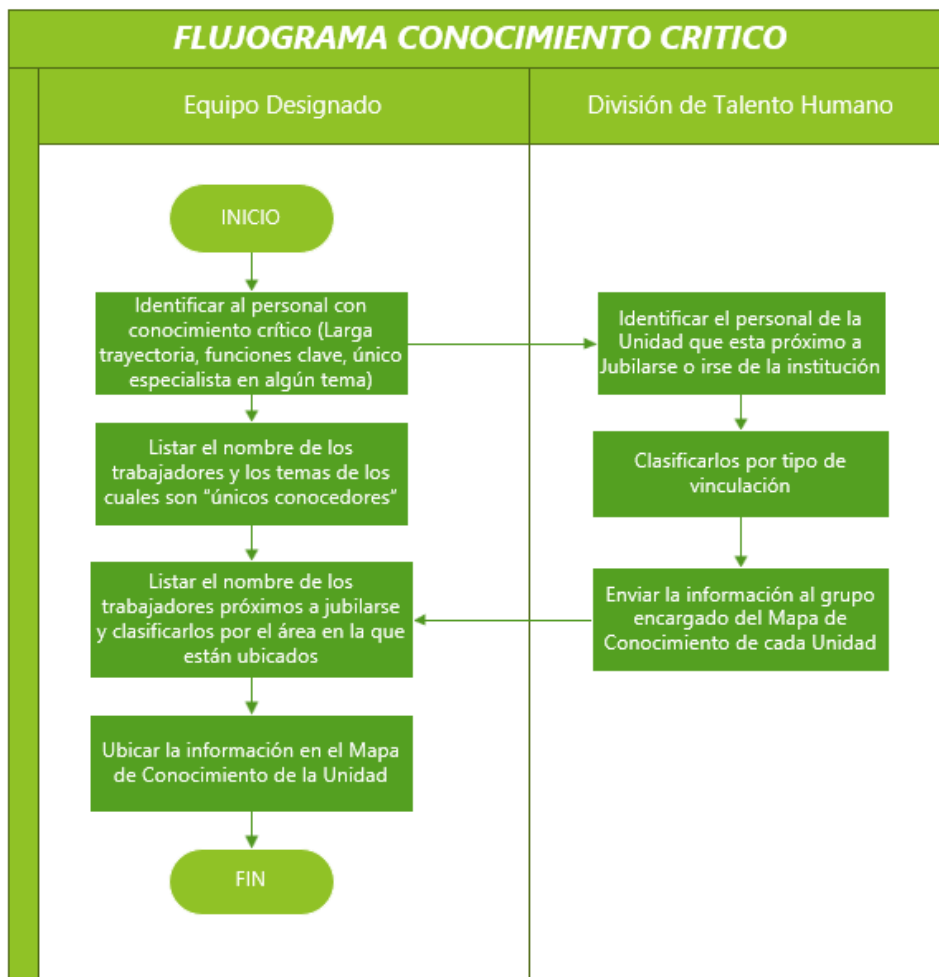 FLUJOGRAMA CONOCIMIENTO CRITICO
Equipo Designado
División de Talento Humano
INICIO
Identificar al personal con
conocimiento crítico (Larga
trayectoria, funciones clave, único
especialista en algún tema)
Listar el nombre de los
trabajadores y los temas de los
cuales son "únicos conocedores"
Listar el nombre de los
trabajadores próximos a jubilarse
y clasificarlos por el área en la que
están ubicados
Ubicar la información en el Mapa
de Conocimiento de la Unidad
FIN
Identificar el personal de la
Unidad que esta próximo a
Jubilarse o irse de la institución
Clasificarlos por tipo de
vinculación
Enviar la información al grupo
encargado del Mapa de
Conocimiento de cada Unidad